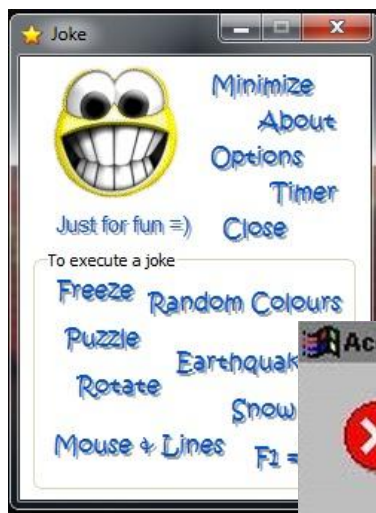 Joke
Minimize
About
Options
Timer
Just for fun =)
Close
To execute a joke
Freeze
Random Colours
Puzzle
Earthquak
Rotate
Snow
Mouse & Lines
F1 =
Ac